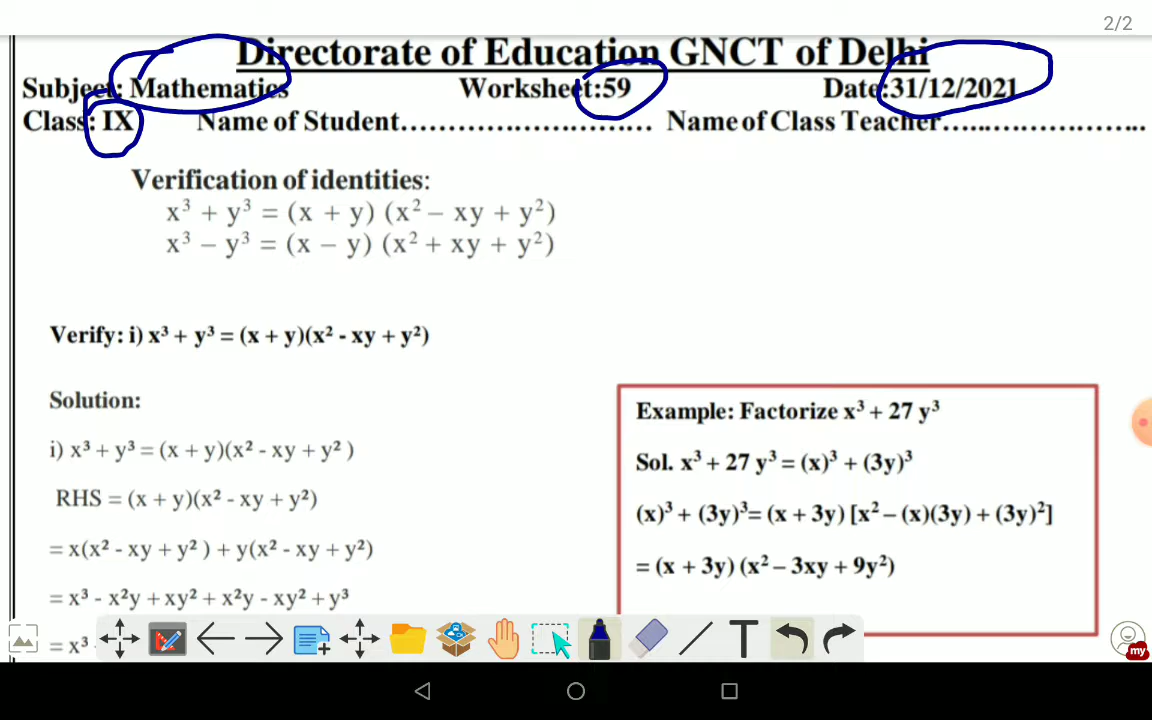 2/2
Directorate of Education GNCT of Delhi
Subject: Mathematics Worksheet:59 Date:31/12/2021
Class: IX Name of Student............................ Name of Class Teacher........................
Verification of identities:
x³ + y³ = (x + y) (x² – xy + y²)
x³ – y³ = (x – y) (x² + xy + y²)
Verify: i) x³ + y³ = (x + y)(x² - xy + y²)
Solution:
i) x³ + y³ = (x + y)(x² - xy + y² )
RHS = (x + y)(x² - xy + y²)
= x(x² - xy + y² ) + y(x² - xy + y²)
= x³ - x²y + xy² + x²y - xy² + y³
= x³
Example: Factorize x³ + 27 y³
Sol. x³ + 27 y³ = (x)³ + (3y)³
(x)³ + (3y)³= (x + 3y) [x² – (x)(3y) + (3y)²]
= (x + 3y) (x² – 3xy + 9y²)
T
my